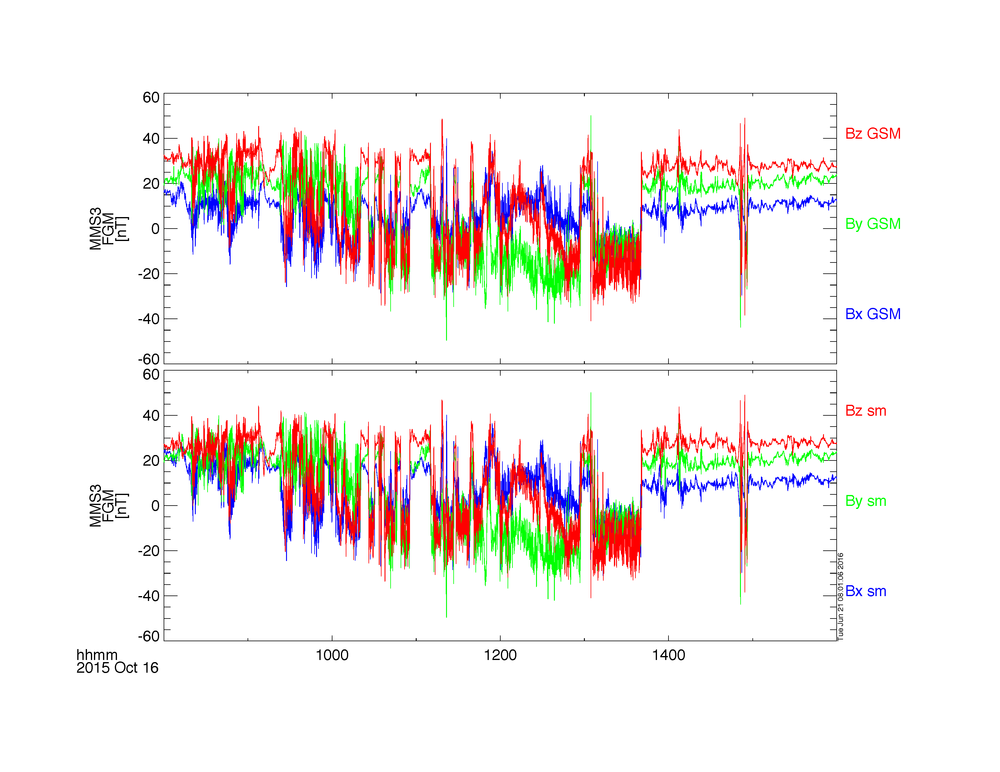 60
40
20
0
-20
-40
-60
MMS3
FGM
[nT]
Bz GSM
By GSM
Bx GSM
60
40
20
0
-20
-40
-60
MMS3
FGM
[nT]
Bz sm
By sm
Bx sm
Tue Jun 21 08:01:06 2016
1000 1200 1400
hhmm
2015 Oct 16